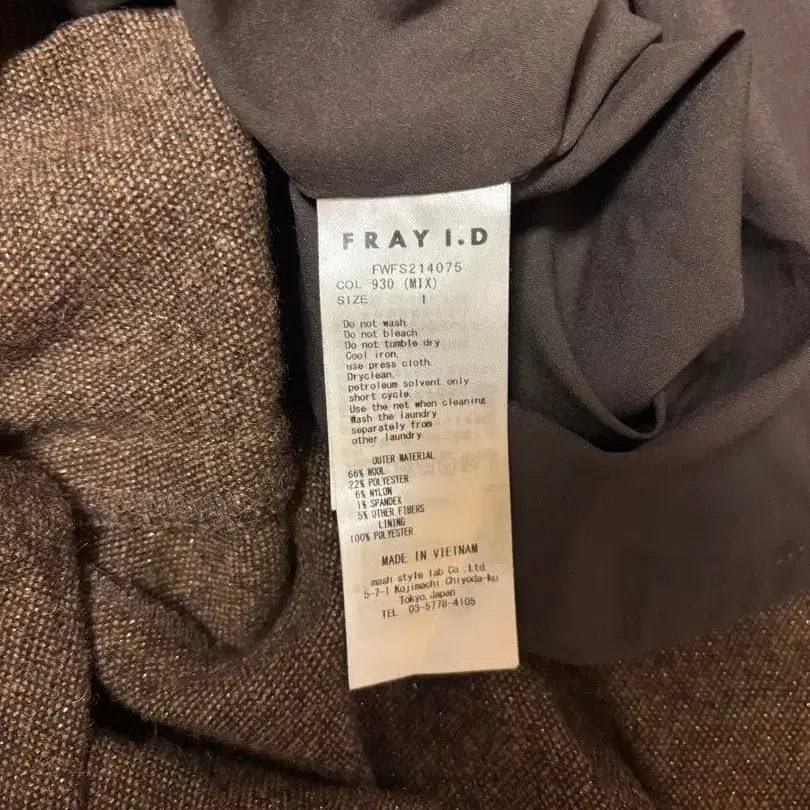 FRAY I.D
FWFS214075
COL 930 (MIX)
SIZE 1
Do not wash.
Do not bleach.
Do not tumble dry
Cool iron.
use press cloth.
Dryclean.
petroleum solvent only
short cycle
Use the net when cleaning
Wash the laundry
separately from
other laundry
OUTER MATERIAL
66% WOOL
22% POLYESTER
6% NYLON
1% SPANDEX
5% OTHER FIBERS
LINING
100% POLYESTER
MADE IN VIETNAM
mash style lab Co.,Ltd.
5-7-1 Kojimachi Chiyoda-ku
Tokyo,Japan
TEL 03-5778-4105